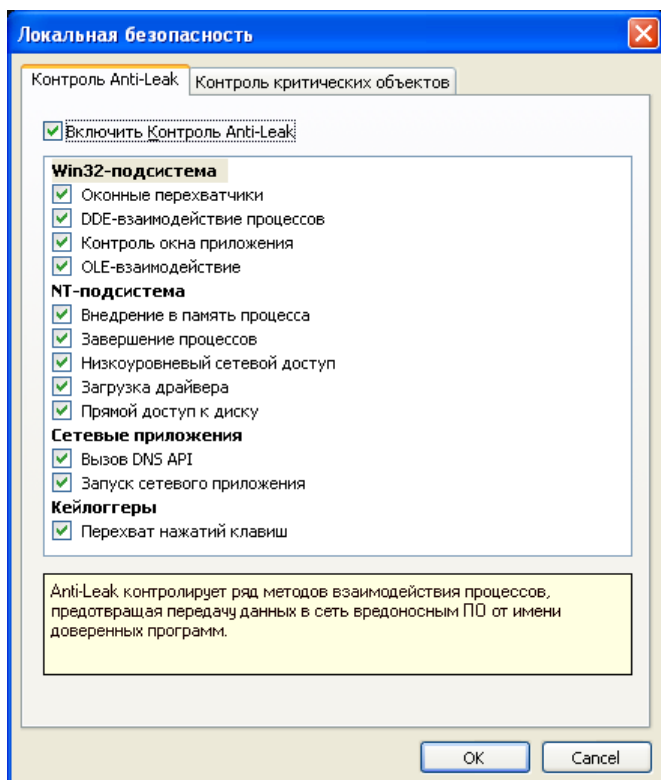 Локальная безопасность
Контроль Anti-Leak
Контроль критических объектов
Включить Контроль Anti-Leak
Win32-подсистема
Оконные перехватчики
DDE-взаимодействие процессов
Контроль окна приложения
OLE-взаимодействие
NT-подсистема
Внедрение в память процесса
Завершение процессов
Низкоуровневый сетевой доступ
Загрузка драйвера
Прямой доступ к диску
Сетевые приложения
Вызов DNS API
Запуск сетевого приложения
Кейлоггеры
Перехват нажатий клавиш
Anti-Leak контролирует ряд методов взаимодействия процессов,
предотвращая передачу данных в сеть вредоносным ПО от имени
доверенных программ.
OK
Cancel